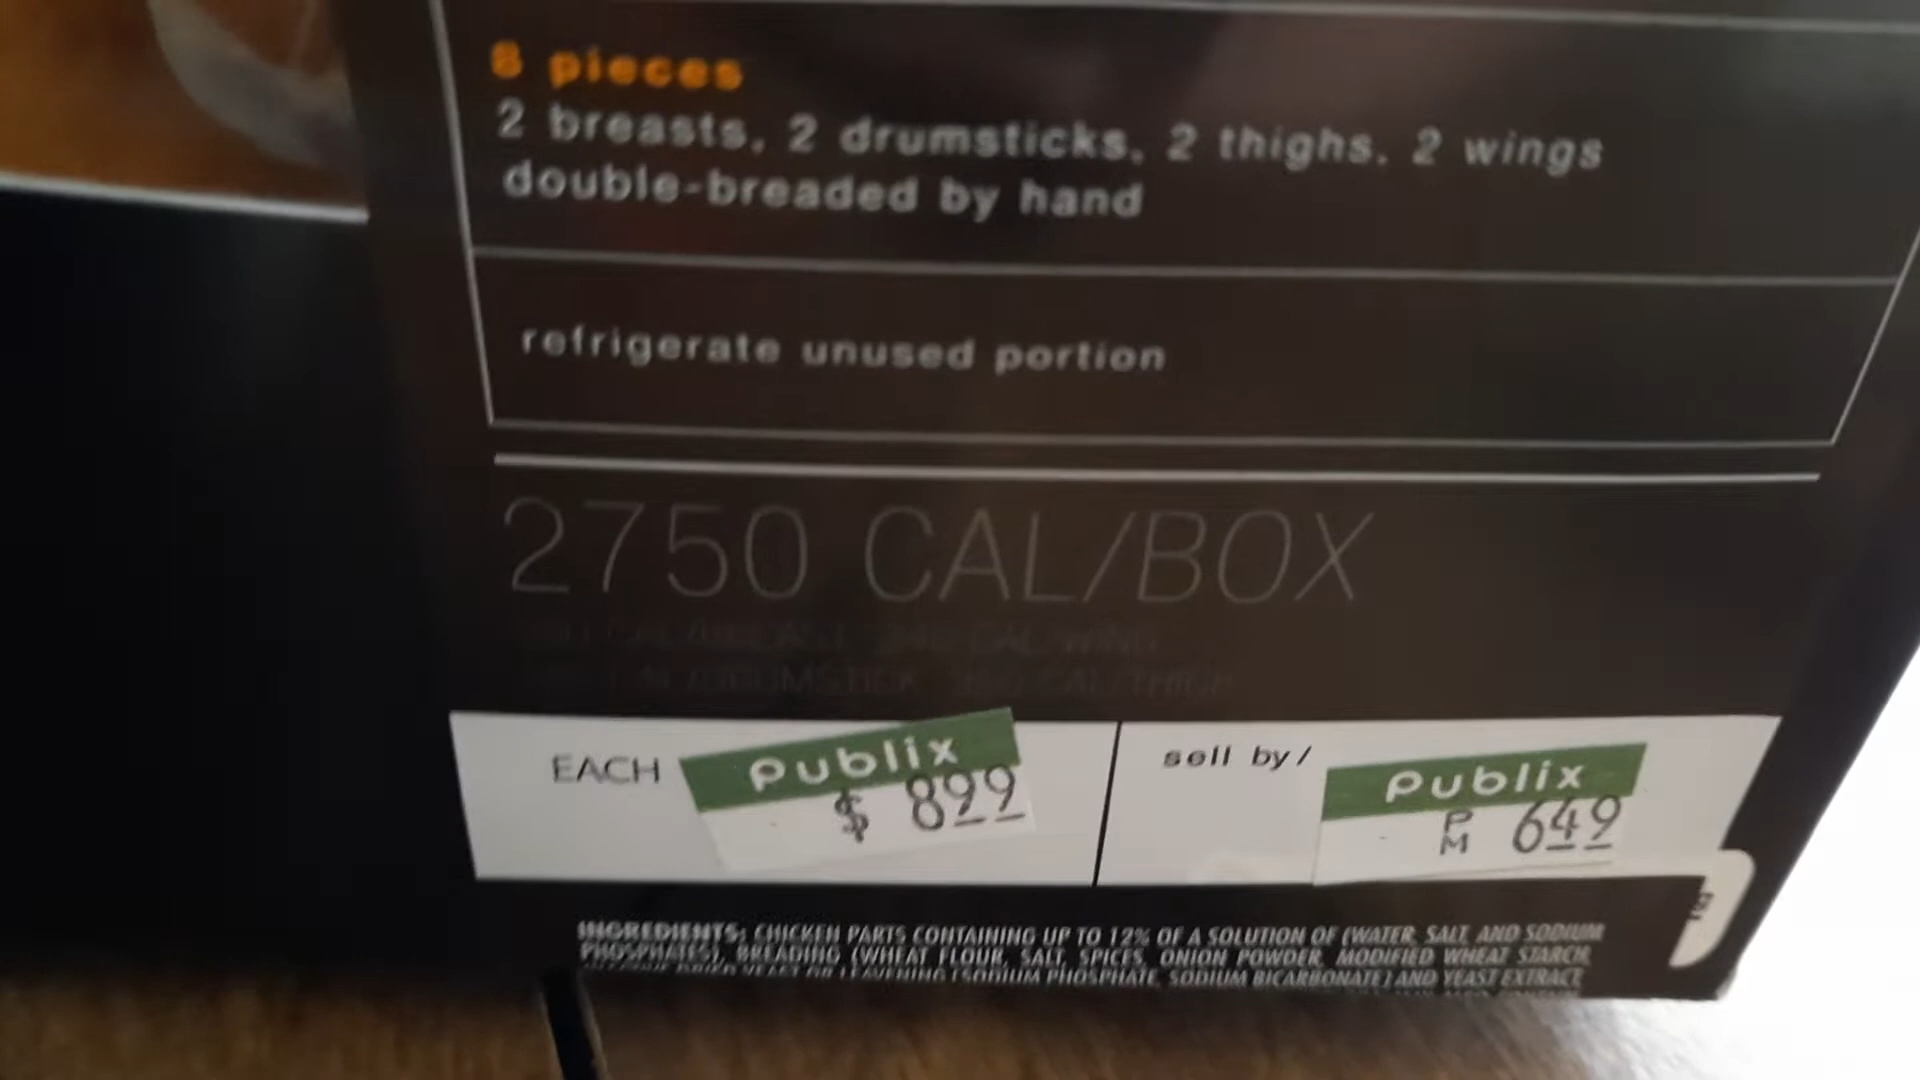 8 pieces
2 breasts, 2 drumsticks, 2 thighs, 2 wings
double-breaded by hand
refrigerate unused portion
2750 CAL/BOX
EACH
Publix
$ 899
sell by/
Publix
PM 649
INGREDIENTS: CHICKEN PARTS CONTAINING UP TO 12% OF A SOLUTION OF (WATER, SALT, AND SODIUM
PHOSPHATES), BREADING (WHEAT FLOUR, SALT, SPICES, ONION POWDER, MODIFIED WHEAT STARCH,
LEAVENING [SODIUM PHOSPHATE, SODIUM BICARBONATE] AND YEAST EXTRACT